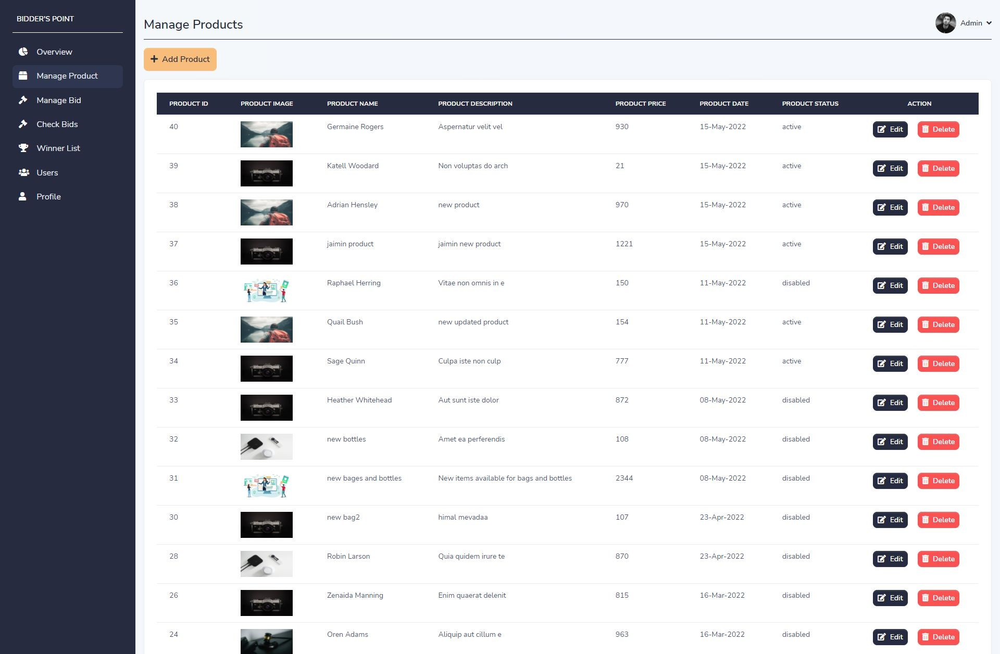 BIDDER'S POINT
Overview
Manage Product
Manage Bid
Check Bids
Winner List
Users
Profile
Manage Products
Admin
Add Product
PRODUCT ID PRODUCT IMAGE PRODUCT NAME PRODUCT DESCRIPTION PRODUCT PRICE PRODUCT DATE PRODUCT STATUS ACTION
40 Germaine Rogers Aspernatur velit vel 930 15-May-2022 active Edit Delete
39 Katell Woodard Non voluptas do arch 21 15-May-2022 active Edit Delete
38 Adrian Hensley new product 970 15-May-2022 active Edit Delete
37 jaimin product jaimin new product 1221 15-May-2022 active Edit Delete
36 Raphael Herring Vitae non omnis in e 150 11-May-2022 disabled Edit Delete
35 Quail Bush new updated product 154 11-May-2022 active Edit Delete
34 Sage Quinn Culpa iste non culp 777 11-May-2022 active Edit Delete
33 Heather Whitehead Aut sunt iste dolor 872 08-May-2022 disabled Edit Delete
32 new bottles Amet ea perferendis 108 08-May-2022 disabled Edit Delete
31 new bages and bottles New items available for bags and bottles 2344 08-May-2022 disabled Edit Delete
30 new bag2 himal mevadaa 107 23-Apr-2022 disabled Edit Delete
28 Robin Larson Quia quidem irure te 870 23-Apr-2022 disabled Edit Delete
26 Zenaida Manning Enim quaerat delenit 815 16-Mar-2022 disabled Edit Delete
24 Oren Adams Aliquip aut cillum e 963 16-Mar-2022 disabled Edit Delete